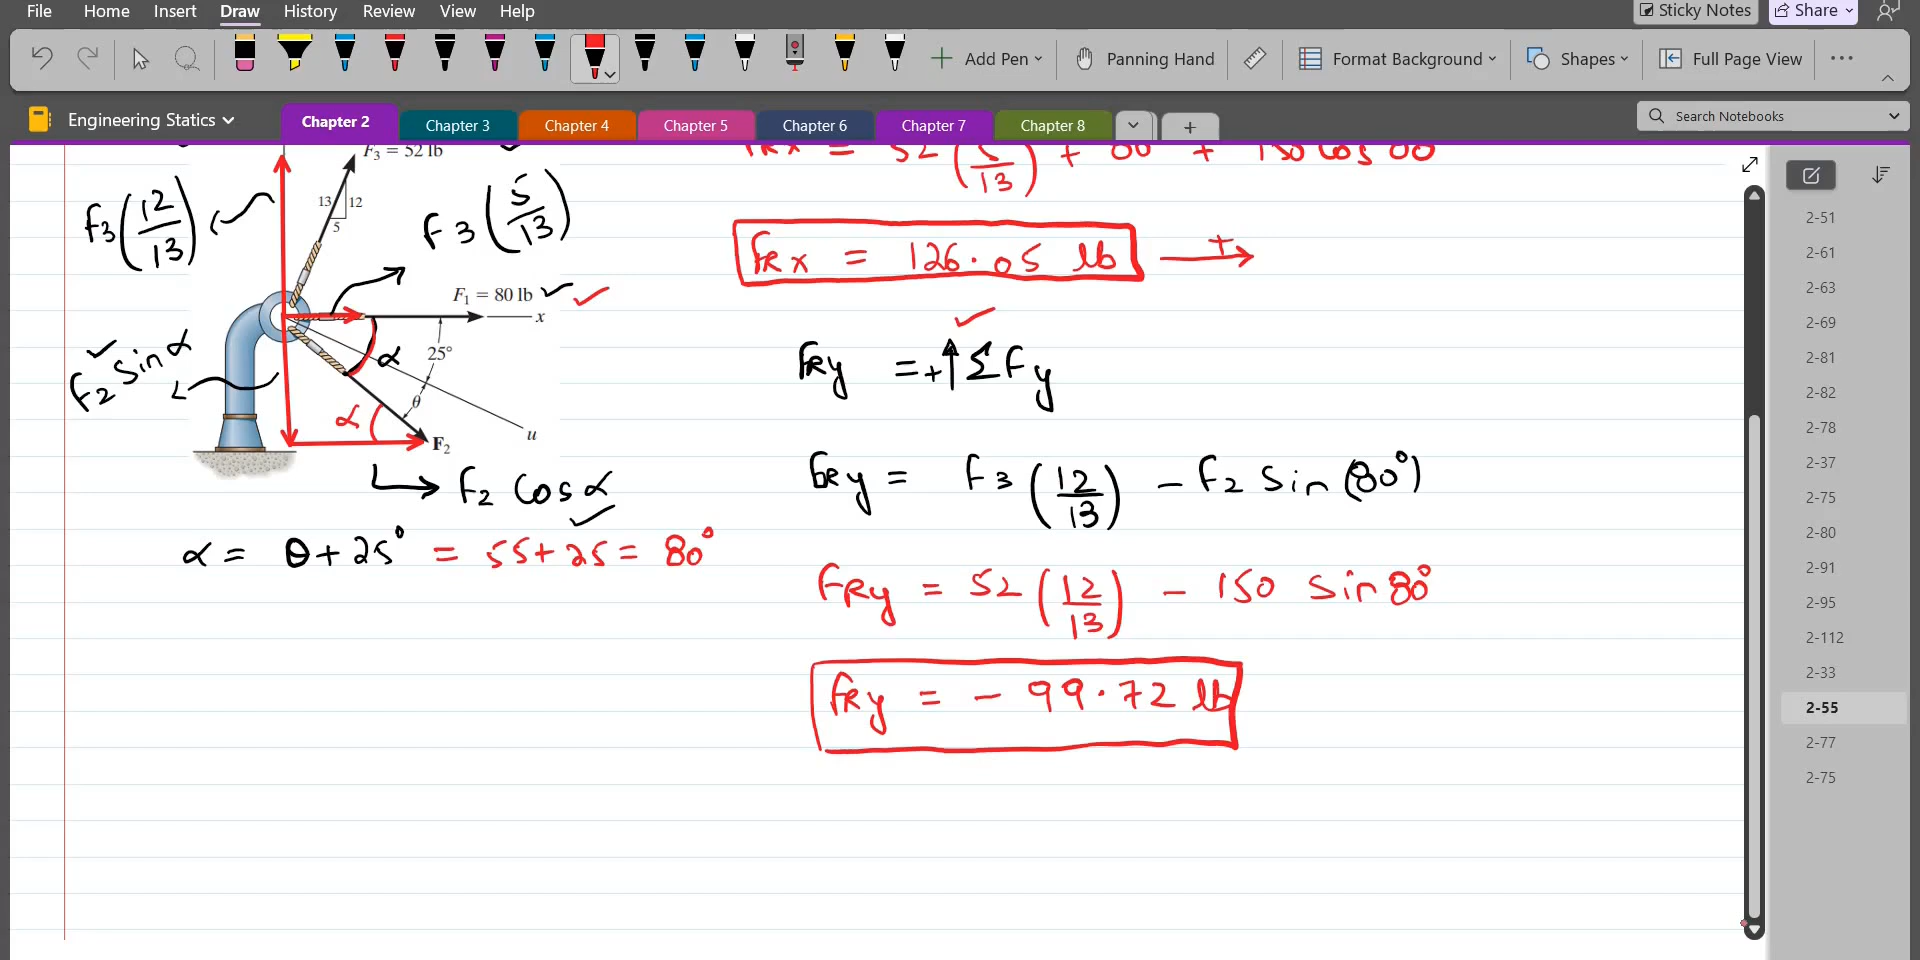 File Home Insert Draw History Review View Help
Sticky Notes Share
Add Pen Panning Hand Format Background Shapes Full Page View
Engineering Statics Chapter 2 Chapter 3 Chapter 4 Chapter 5 Chapter 6 Chapter 7 Chapter 8 +
Search Notebooks
F₃ = 52 lb
F3 (12/13)
13 12
5
F3 (5/13)
F₁ = 80 lb
x
F2 sin α
α
25°
θ
α
u
F₂
F2 cos α
α = θ + 25° = 55 + 25 = 80°
FRx = 126.05 lb +
FRy = + ↑ Σ Fy
FRy = F3 (12/13) - F2 sin (80°)
FRy = 52 (12/13) - 150 sin 80°
FRy = - 99.72 lb
2-51
2-61
2-63
2-69
2-81
2-82
2-78
2-37
2-75
2-80
2-91
2-95
2-112
2-33
2-55
2-77
2-75